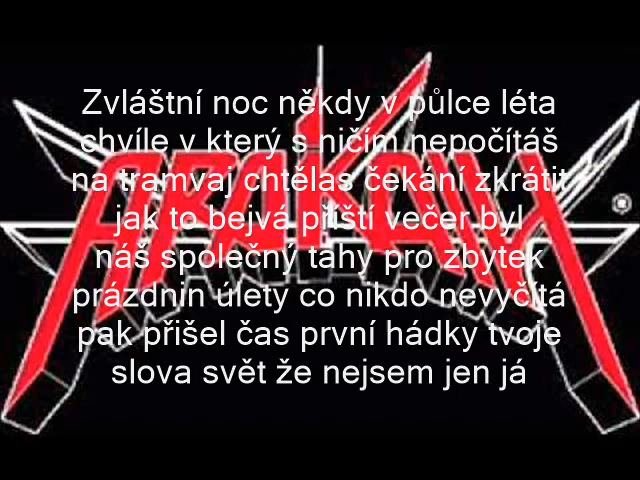 Zvláštní noc někdy v půlce léta
chvíle v který s ničím nepočítáš
na tramvaj chtělas čekání zkrátit
jak to bejvá příští večer byl
náš společný tahy pro zbytek
prázdnin úlety co nikdo nevyčítá
pak přišel čas první hádky tvoje
slova svět že nejsem jen já
ARAKAIN
®